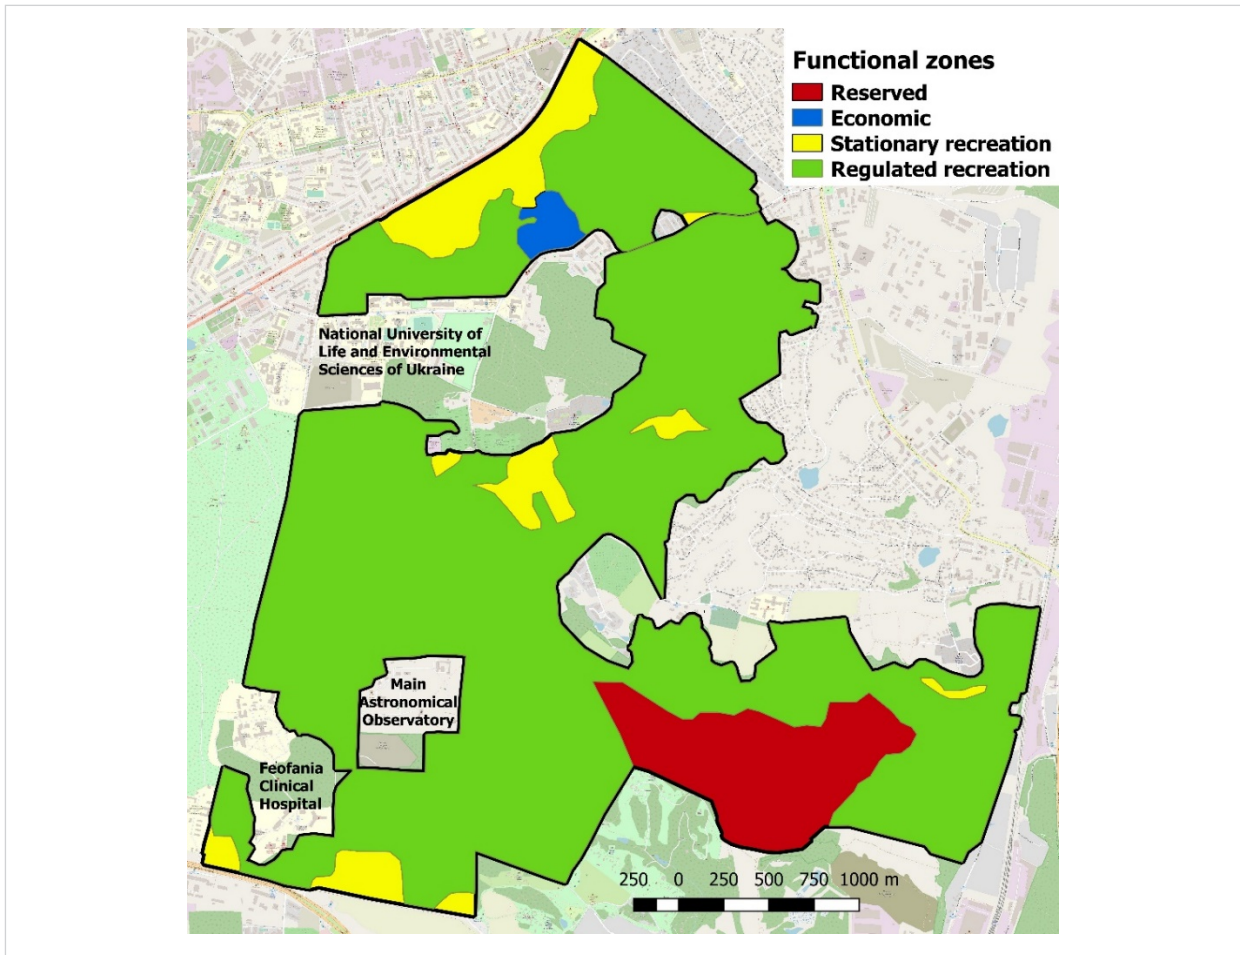 Functional zones
Reserved
Economic
Stationary recreation
Regulated recreation
National University of
Life and Environmental
Sciences of Ukraine
Main
Astronomical
Observatory
Feofania
Clinical
Hospital
250 0 250 500 750 1000 m